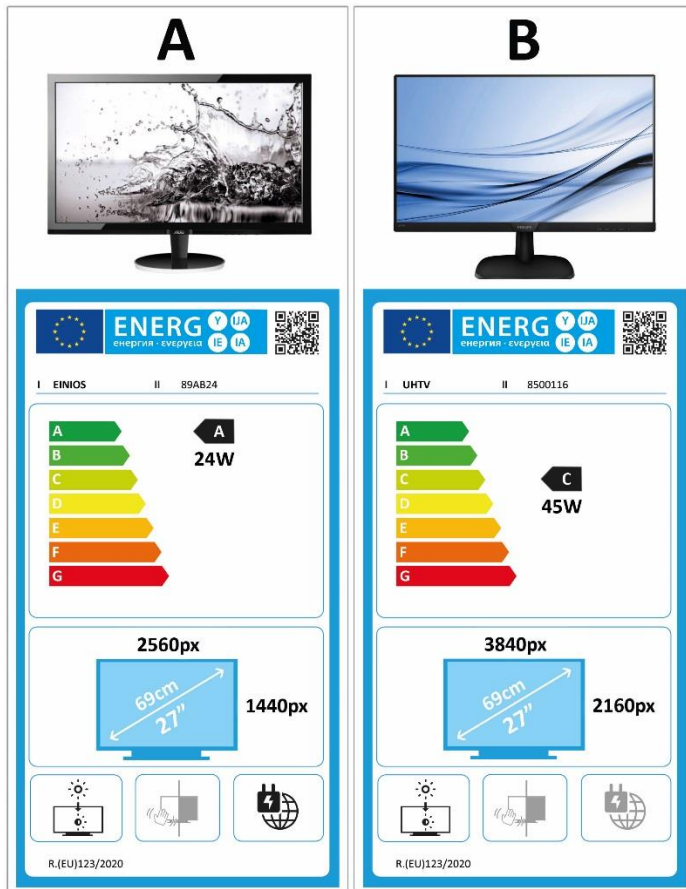 A
ENERG Y IJA
енергия · ενεργεια IE IA
I EINIOS II 89AB24
A
B
C
D
E
F
G
A
24W
2560px
69cm
27”
1440px
R.(EU)123/2020
B
ENERG Y IJA
енергия · ενεργεια IE IA
I UHTV II 8500116
A
B
C
D
E
F
G
C
45W
3840px
69cm
27”
2160px
R.(EU)123/2020